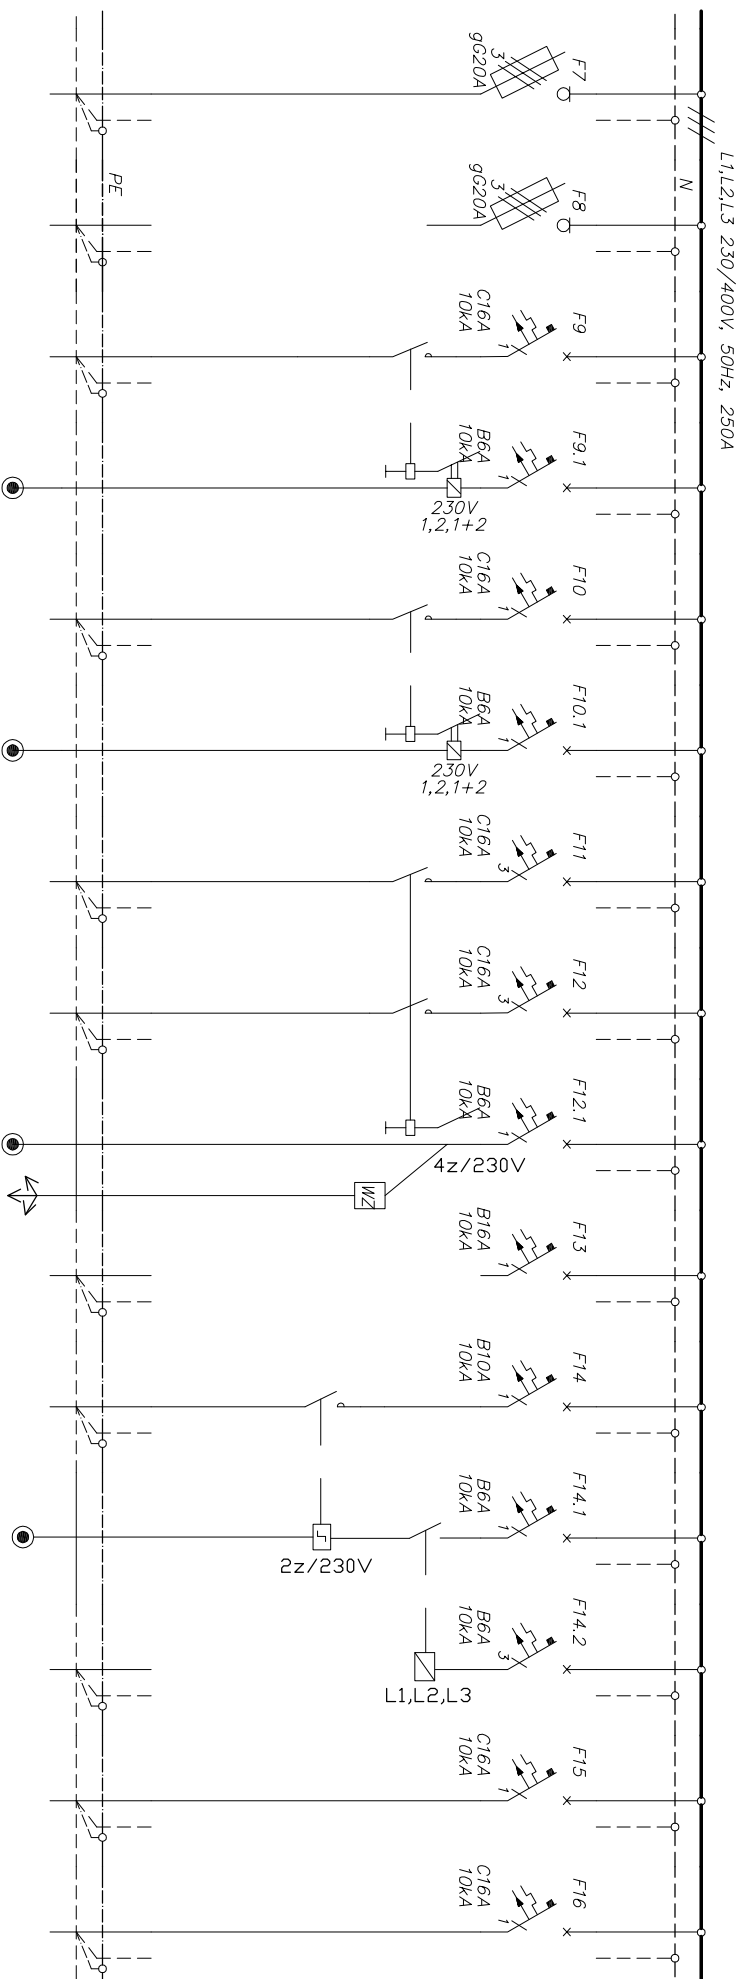 L1,L2,L3 230/400V, 50Hz, 250A
N
PE
F7
3
gG20A
F8
3
gG20A
F9
1
C16A
10kA
F9.1
1
B6A
10kA
230V
1,2,1+2
F10
1
C16A
10kA
F10.1
1
B6A
10kA
230V
1,2,1+2
F11
3
C16A
10kA
F12
3
C16A
10kA
F12.1
1
B6A
10kA
4z/230V
WZ
F13
1
B16A
10kA
F14
1
B10A
10kA
F14.1
1
B6A
10kA
2z/230V
F14.2
3
B6A
10kA
L1,L2,L3
F15
1
C16A
10kA
F16
1
C16A
10kA